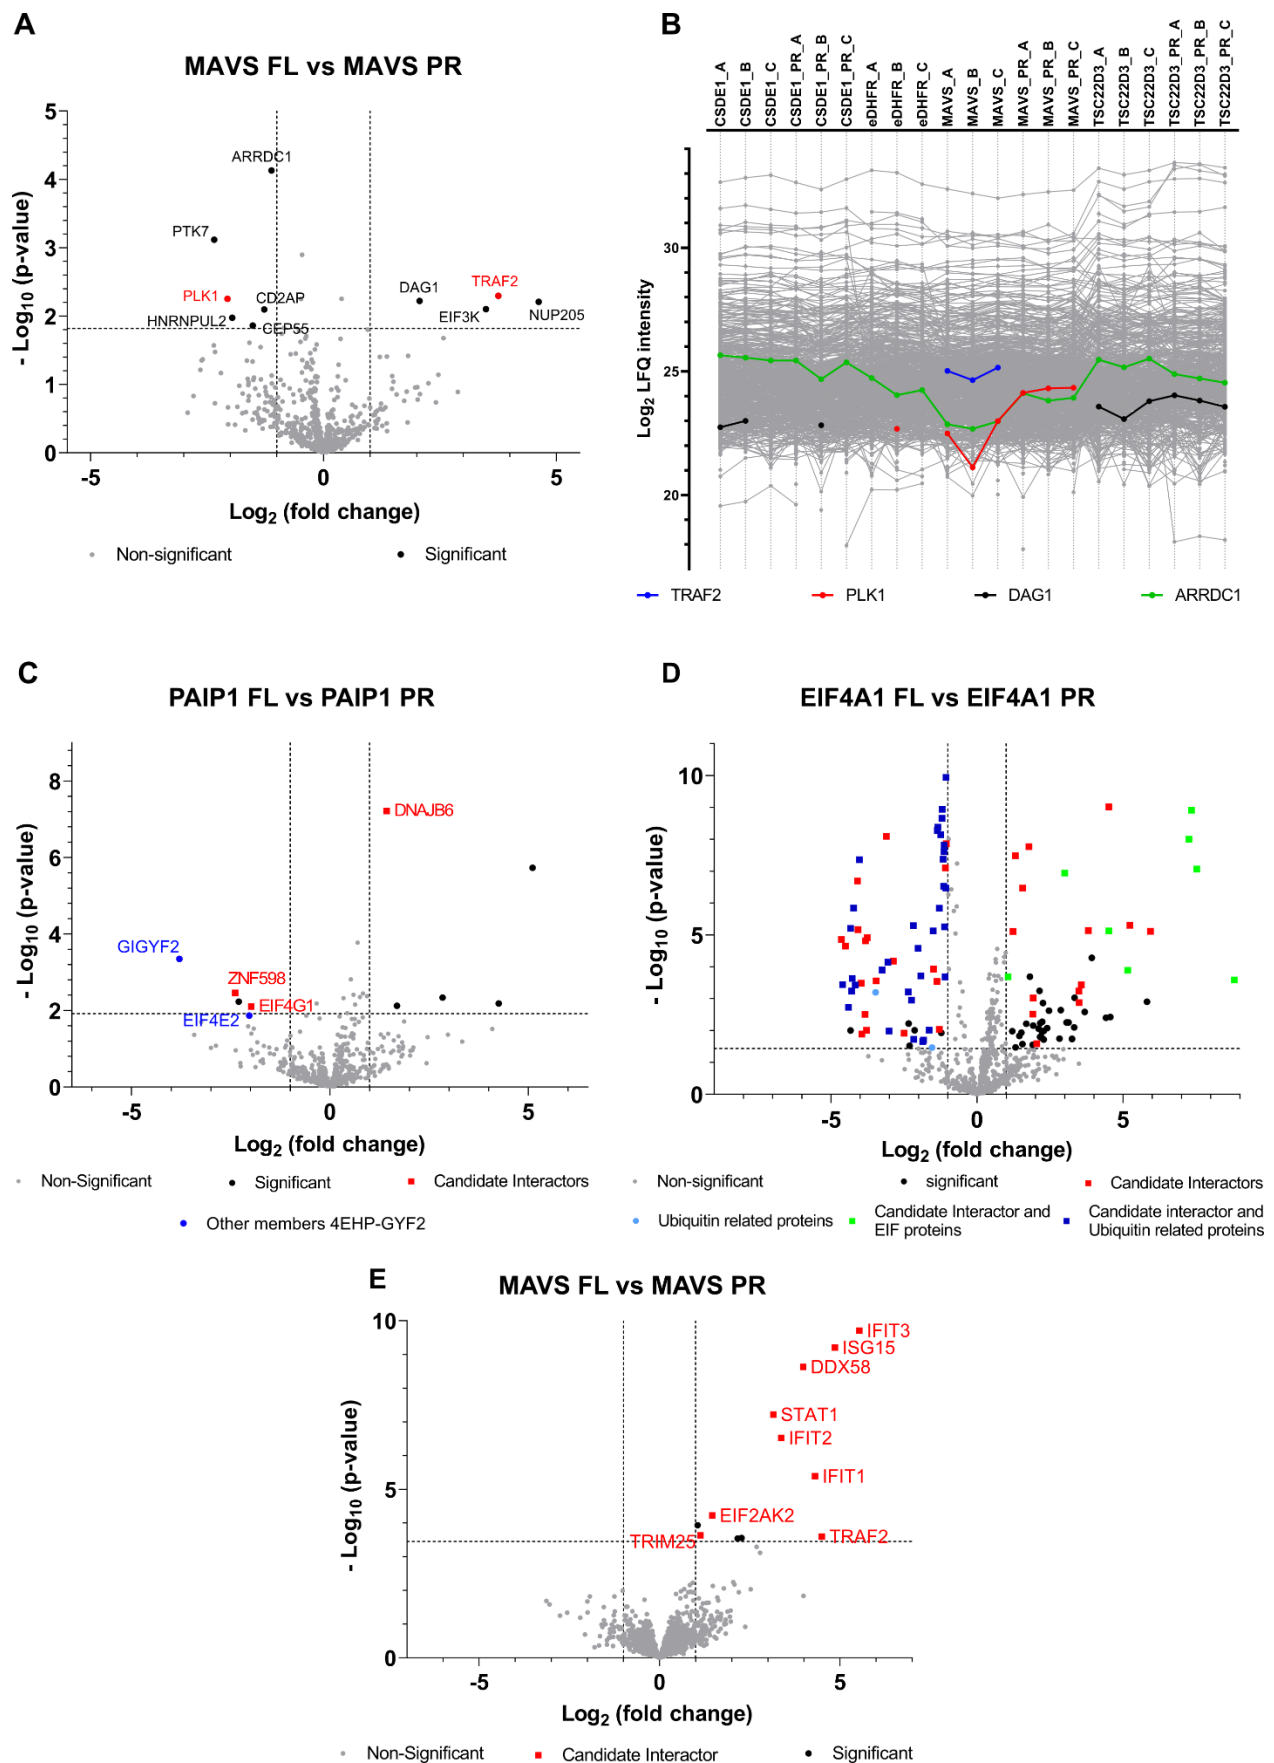 A
MAVS FL vs MAVS PR
- Log10 (p-value)
5
4
3
2
1
0
ARRDC1
PTK7
PLK1
HNRNPUL2
CD2AP
CEP55
DAG1
TRAF2
EIF3K
NUP205
-5
0
5
Log2 (fold change)
Non-significant
Significant
B
CSDE1_A
CSDE1_B
CSDE1_C
CSDE1_PR_A
CSDE1_PR_B
CSDE1_PR_C
eDHFR_A
eDHFR_B
eDHFR_C
MAVS_A
MAVS_B
MAVS_C
MAVS_PR_A
MAVS_PR_B
MAVS_PR_C
TSC22D3_A
TSC22D3_B
TSC22D3_C
TSC22D3_PR_A
TSC22D3_PR_B
TSC22D3_PR_C
Log2 LFQ intensity
30
25
20
TRAF2
PLK1
DAG1
ARRDC1
C
PAIP1 FL vs PAIP1 PR
- Log10 (p-value)
8
6
4
2
0
DNAJB6
GIGYF2
ZNF598
EIF4G1
EIF4E2
-5
0
5
Log2 (fold change)
Non-Significant
Significant
Candidate Interactors
Other members 4EHP-GYF2
D
EIF4A1 FL vs EIF4A1 PR
- Log10 (p-value)
10
5
0
-5
0
5
Log2 (fold change)
Non-significant
significant
Candidate Interactors
Ubiquitin related proteins
Candidate Interactor and
EIF proteins
Candidate interactor and
Ubiquitin related proteins
E
MAVS FL vs MAVS PR
- Log10 (p-value)
10
5
0
IFIT3
ISG15
DDX58
STAT1
IFIT2
IFIT1
EIF2AK2
TRIM25
TRAF2
-5
0
5
Log2 (fold change)
Non-Significant
Candidate Interactor
Significant